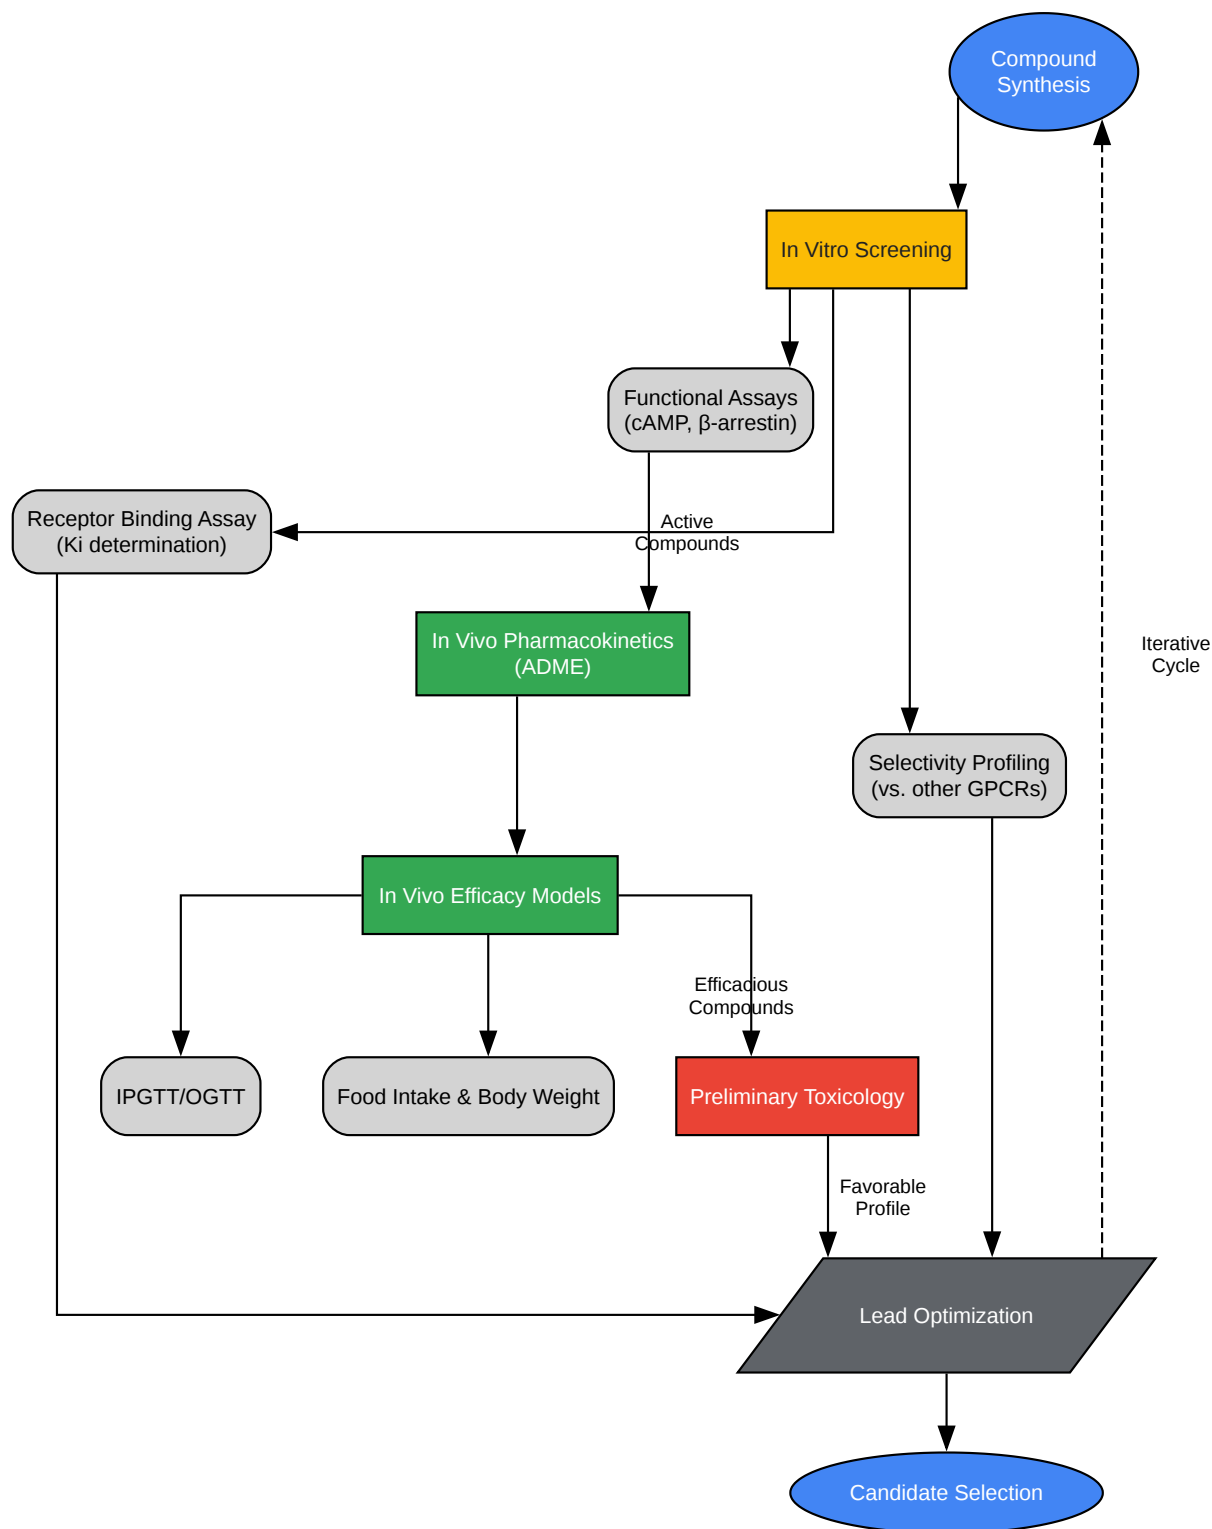 Compound
Synthesis
In Vitro Screening
Functional Assays
(cAMP, β-arrestin)
Receptor Binding Assay
(Ki determination)
Active
Compounds
In Vivo Pharmacokinetics
(ADME)
Iterative
Cycle
Selectivity Profiling
(vs. other GPCRs)
In Vivo Efficacy Models
Efficacious
Compounds
IPGTT/OGTT
Food Intake & Body Weight
Preliminary Toxicology
Favorable
Profile
Lead Optimization
Candidate Selection